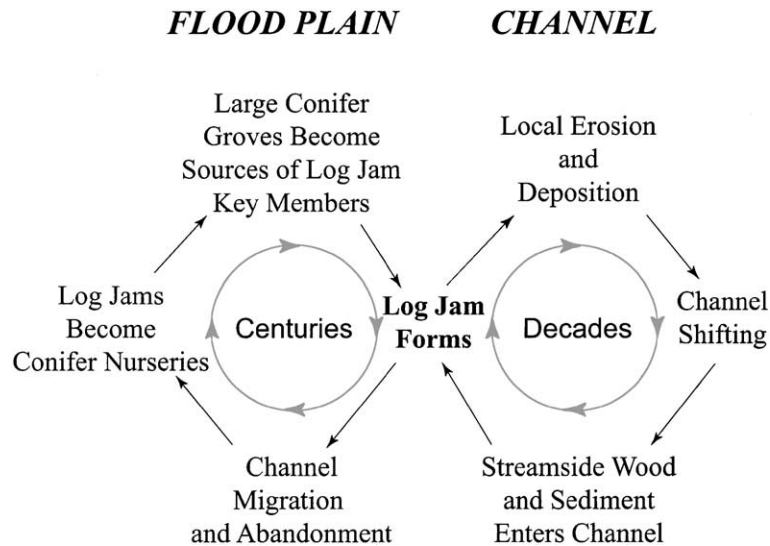 FLOOD PLAIN
CHANNEL
Large Conifer
Groves Become
Sources of Log Jam
Key Members
Local Erosion
and
Deposition
Log Jams
Become
Conifer Nurseries
Centuries
Log Jam
Forms
Decades
Channel
Shifting
Channel
Migration
and Abandonment
Streamside Wood
and Sediment
Enters Channel